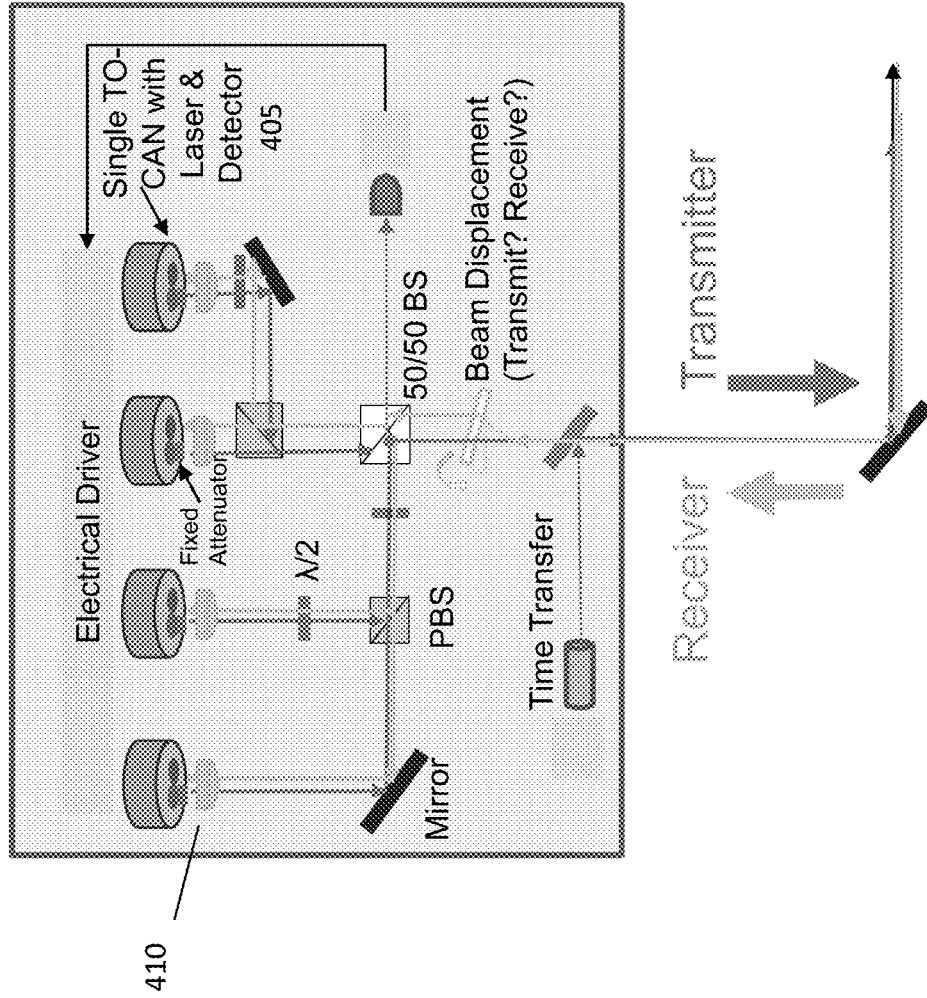 Electrical Driver
Single TO-
CAN with
Laser &
Detector
405
Fixed
Attenuator
λ/2
PBS
50/50 BS
Mirror
Beam Displacement
(Transmit? Receive?)
Time Transfer
Receiver
Transmitter
410